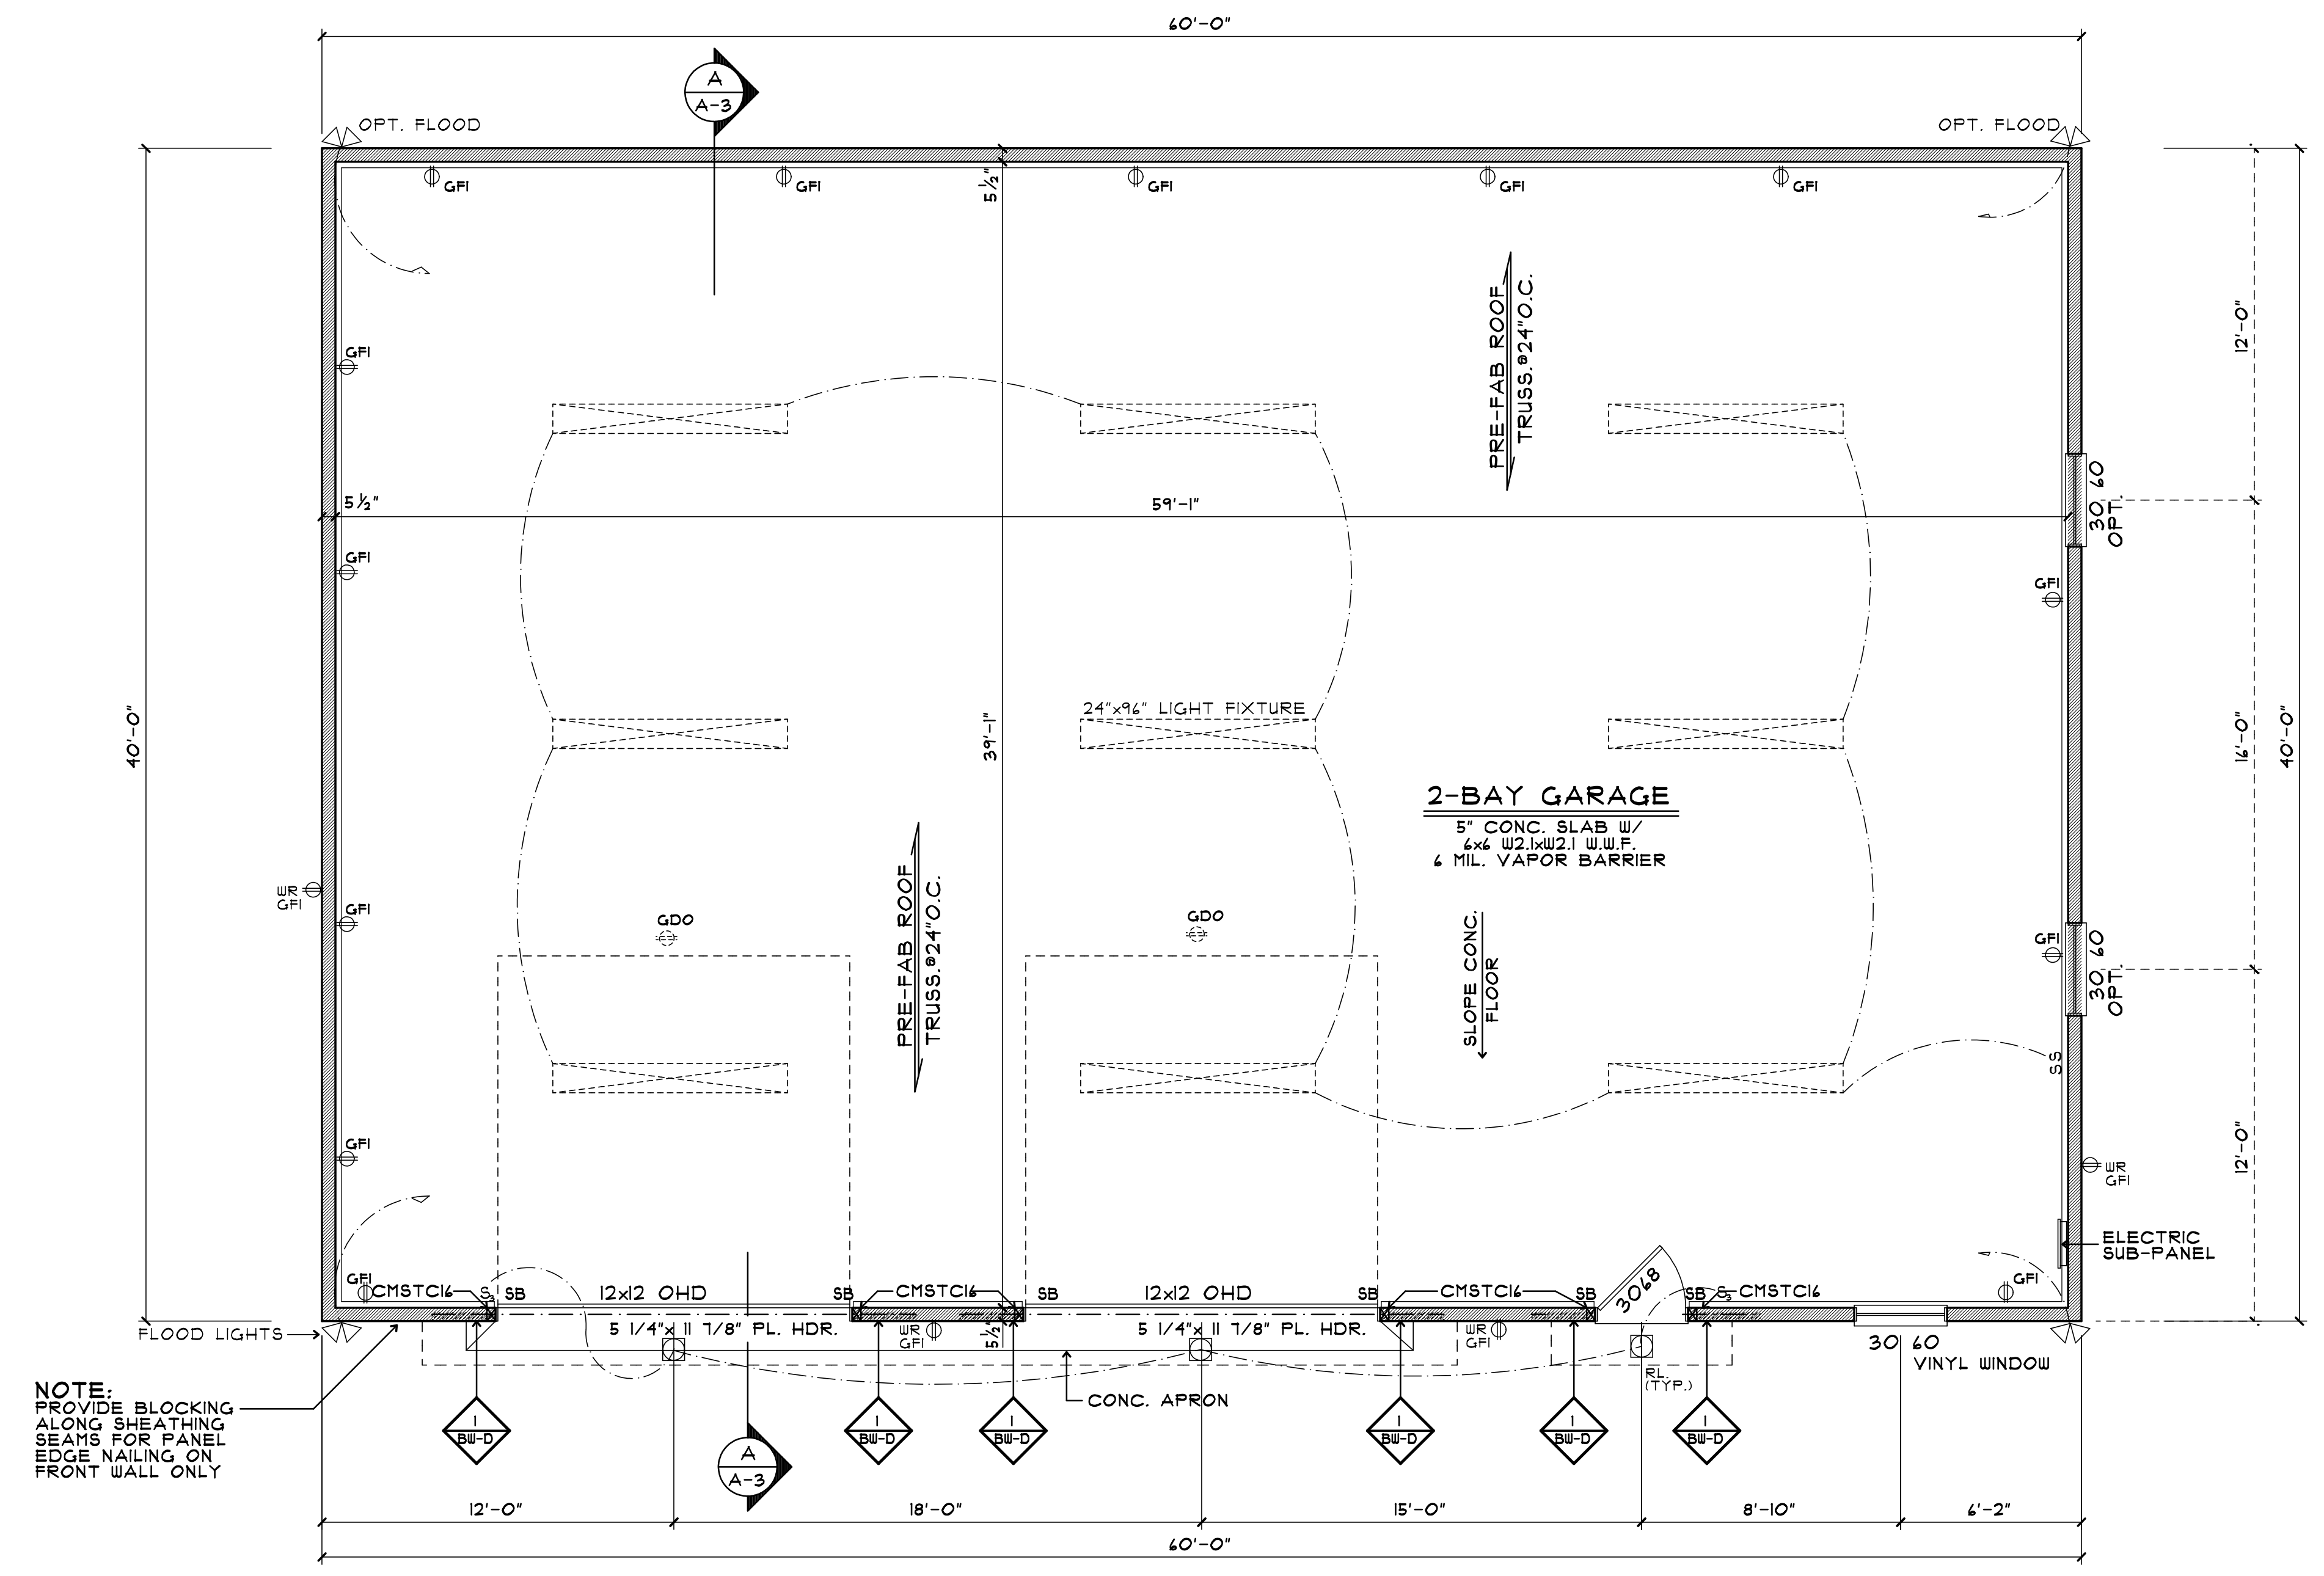 60'-0"
A
A-3
OPT. FLOOD
OPT. FLOOD
GFI
GFI
GFI
GFI
GFI
5 1/2"
PRE-FAB ROOF
TRUSS.@24"O.C.
12'-0"
GFI
5 1/2"
59'-1"
30 60
OPT.
GFI
GFI
40'-0"
39'-1"
24"x96" LIGHT FIXTURE
16'-0"
40'-0"
2-BAY GARAGE
5" CONC. SLAB W/
6x6 W2.1xW2.1 W.W.F.
6 MIL. VAPOR BARRIER
PRE-FAB ROOF
TRUSS.@24"O.C.
WR
GFI
GFI
GDO
GDO
SLOPE CONC.
FLOOR
GFI
30 60
OPT.
SS
GFI
12'-0"
WR
GFI
ELECTRIC
SUB-PANEL
GFI
CMSTC16
S3
SB
12x12 OHD
SB
CMSTC16
SB
12x12 OHD
SB
CMSTC16
SB
3068
SB
S3
CMSTC16
GFI
FLOOD LIGHTS
5 1/4"x 11 7/8" PL. HDR.
WR
GFI
5 1/2"
5 1/4"x 11 7/8" PL. HDR.
WR
GFI
30 60
VINYL WINDOW
RL.
(TYP.)
CONC. APRON
NOTE:
PROVIDE BLOCKING
ALONG SHEATHING
SEAMS FOR PANEL
EDGE NAILING ON
FRONT WALL ONLY
1
BW-D
1
BW-D
1
BW-D
1
BW-D
1
BW-D
1
BW-D
A
A-3
12'-0"
18'-0"
15'-0"
8'-10"
6'-2"
60'-0"